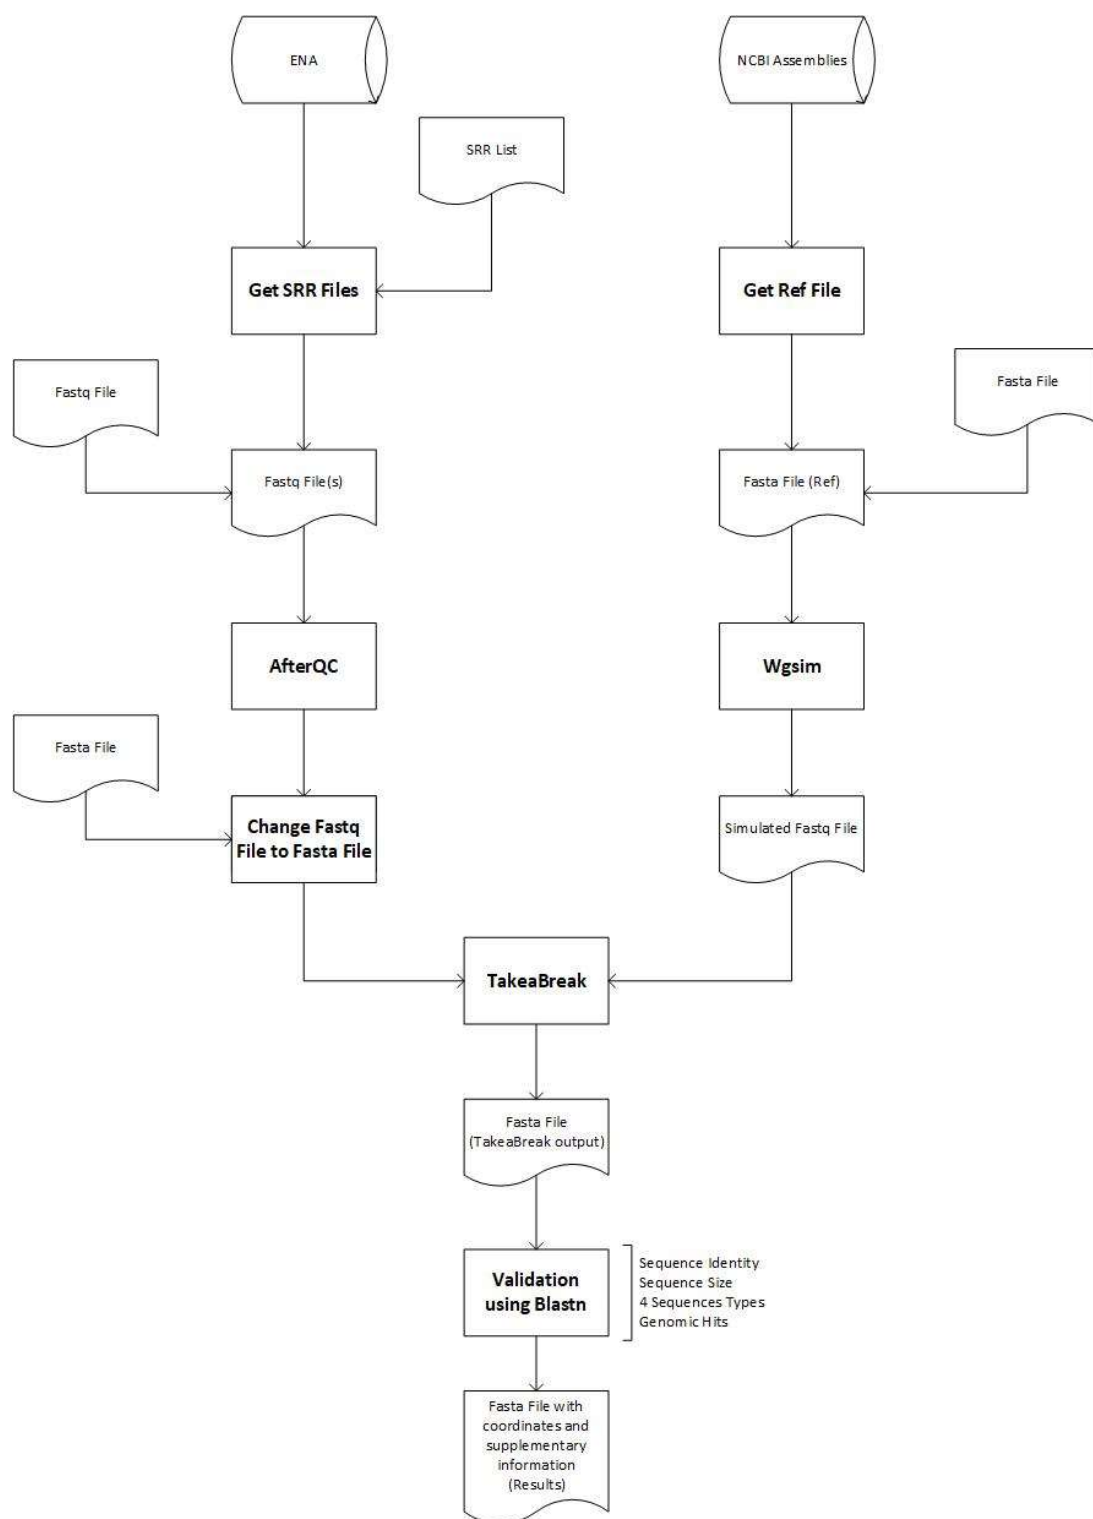 ENA
NCBI Assemblies
SRR List
Get SRR Files
Get Ref File
Fastq File
Fasta File
Fastq File(s)
Fasta File (Ref)
AfterQC
Wgsim
Fasta File
Change Fastq
File to Fasta File
Simulated Fastq File
TakeaBreak
Fasta File
(TakeaBreak output)
Validation
using Blastn
Sequence Identity
Sequence Size
4 Sequences Types
Genomic Hits
Fasta File with
coordinates and
supplementary
information
(Results)